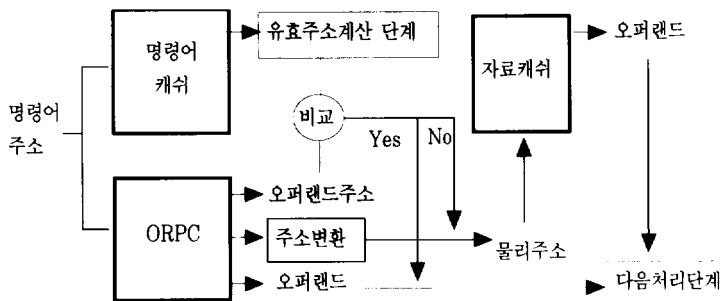 명령어
캐쉬
유효주소계산 단계
자료캐쉬
오퍼랜드
명령어
주소
비교
Yes
No
ORPC
오퍼랜드주소
주소변환
물리주소
오퍼랜드
다음처리단계